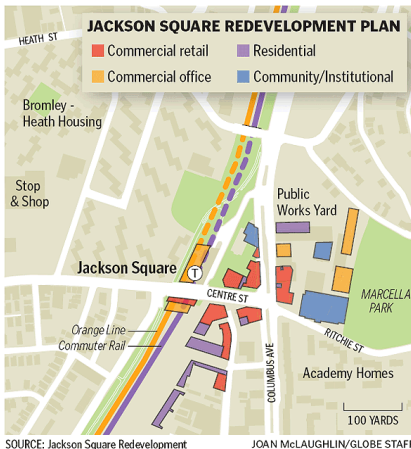 JACKSON SQUARE REDEVELOPMENT PLAN
Commercial retail
Residential
Commercial office
Community/Institutional
HEATH ST
Bromley -
Heath Housing
Stop
& Shop
Public
Works Yard
Jackson Square
T
CENTRE ST
MARCELLA
PARK
RITCHIE ST
Orange Line
Commuter Rail
COLUMBUS AVE
Academy Homes
100 YARDS
SOURCE: Jackson Square Redevelopment
JOAN McLAUGHLIN/GLOBE STAFF